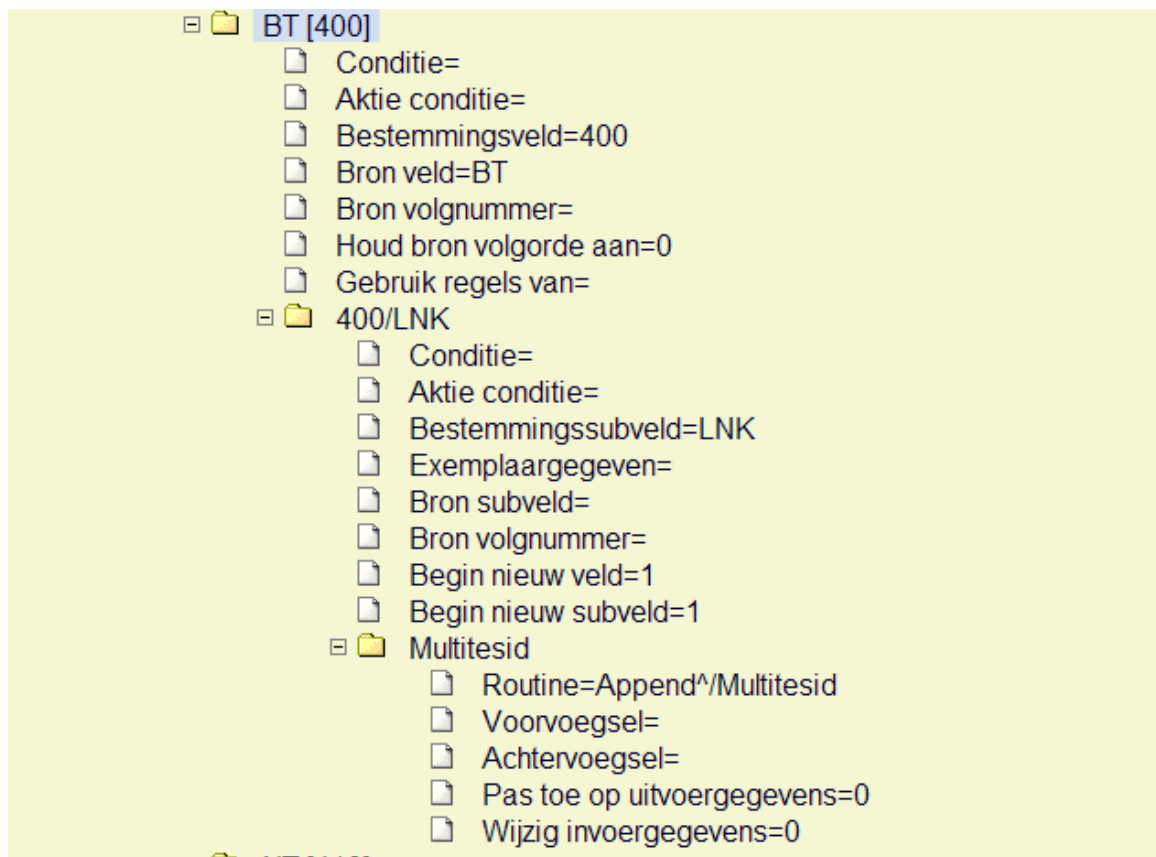 BT [400]
Conditie=
Aktie conditie=
Bestemmingsveld=400
Bron veld=BT
Bron volgnummer=
Houd bron volgorde aan=0
Gebruik regels van=
400/LNK
Conditie=
Aktie conditie=
Bestemmingssubveld=LNK
Exemplaargegeven=
Bron subveld=
Bron volgnummer=
Begin nieuw veld=1
Begin nieuw subveld=1
Multitesid
Routine=Append^/Multitesid
Voorvoegsel=
Achtervoegsel=
Pas toe op uitvoergegevens=0
Wijzig invoergegevens=0